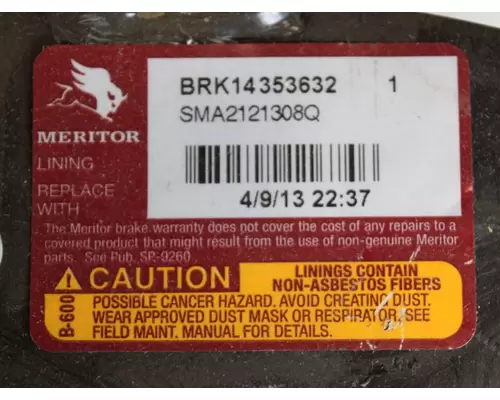 BRK14353632 1
SMA2121308Q
MERITOR
LINING
REPLACE
WITH
4/9/13 22:37
The Meritor brake warranty does not cover the cost of any repairs to a
covered product that might result from the use of non-genuine Meritor
parts. See Pub. SP-9260.
CAUTION
LININGS CONTAIN
NON-ASBESTOS FIBERS
B-600
POSSIBLE CANCER HAZARD. AVOID CREATING DUST.
WEAR APPROVED DUST MASK OR RESPIRATOR. SEE
FIELD MAINT. MANUAL FOR DETAILS.